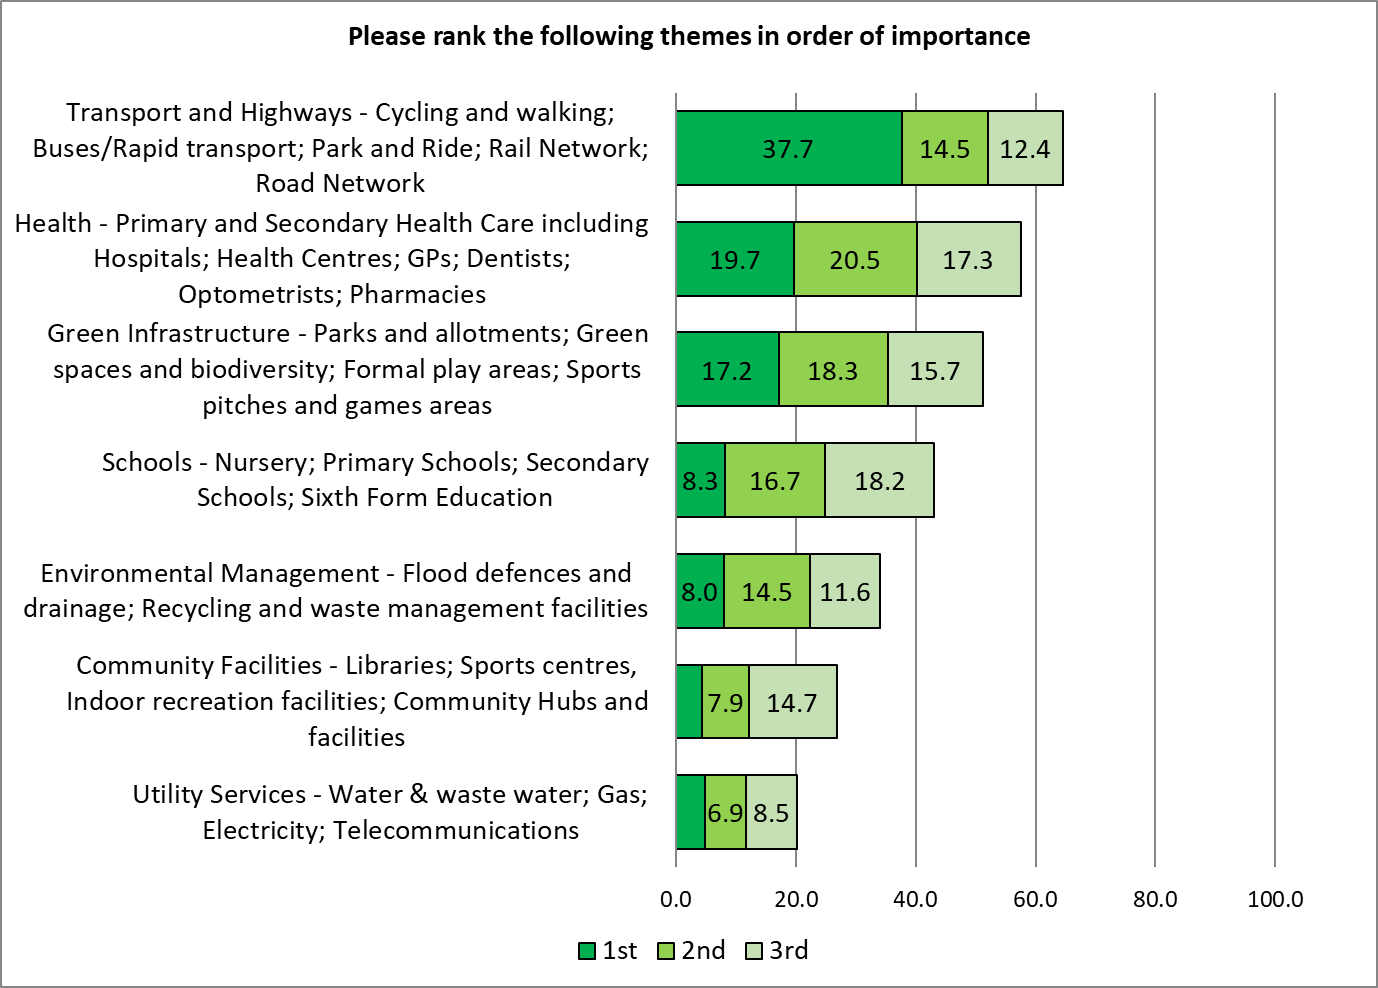 Please rank the following themes in order of importance
Transport and Highways - Cycling and walking;
Buses/Rapid transport; Park and Ride; Rail Network;
Road Network
37.7 14.5 12.4
Health - Primary and Secondary Health Care including
Hospitals; Health Centres; GPs; Dentists;
Optometrists; Pharmacies
19.7 20.5 17.3
Green Infrastructure - Parks and allotments; Green
spaces and biodiversity; Formal play areas; Sports
pitches and games areas
17.2 18.3 15.7
Schools - Nursery; Primary Schools; Secondary
Schools; Sixth Form Education
8.3 16.7 18.2
Environmental Management - Flood defences and
drainage; Recycling and waste management facilities
8.0 14.5 11.6
Community Facilities - Libraries; Sports centres,
Indoor recreation facilities; Community Hubs and
facilities
7.9 14.7
Utility Services - Water & waste water; Gas;
Electricity; Telecommunications
6.9 8.5
0.0 20.0 40.0 60.0 80.0 100.0
1st 2nd 3rd